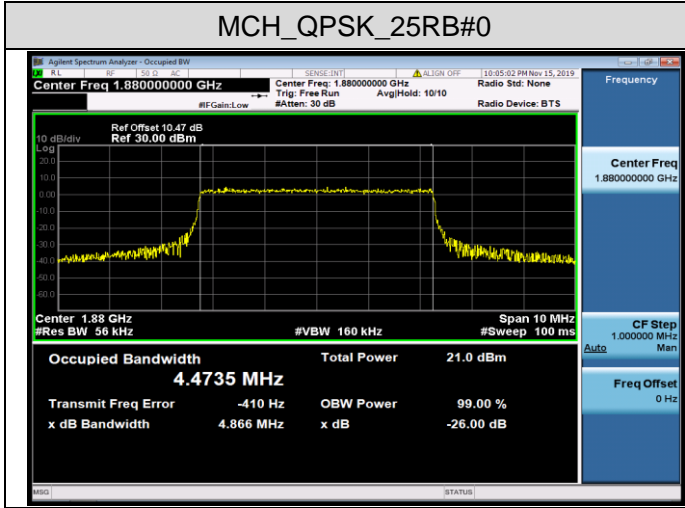 MCH_QPSK_25RB#0
Agilent Spectrum Analyzer - Occupied BW
RL RF 50 Ω AC SENSE:INT ALIGN OFF 10:05:02 PM Nov 15, 2019
Center Freq 1.880000000 GHz Center Freq: 1.880000000 GHz Radio Std: None Frequency
Trig: Free Run Avg|Hold: 10/10
#IFGain:Low #Atten: 30 dB Radio Device: BTS
Ref Offset 10.47 dB
10 dB/div Ref 30.00 dBm
Log
20.0
10.0
0.00
-10.0
-20.0
-30.0
-40.0
-50.0
-60.0
Center Freq
1.880000000 GHz
Center 1.88 GHz Span 10 MHz
#Res BW 56 kHz #VBW 160 kHz #Sweep 100 ms
CF Step
1.000000 MHz
Auto Man
Occupied Bandwidth Total Power 21.0 dBm
4.4735 MHz
Freq Offset
0 Hz
Transmit Freq Error -410 Hz OBW Power 99.00 %
x dB Bandwidth 4.866 MHz x dB -26.00 dB
MSG STATUS